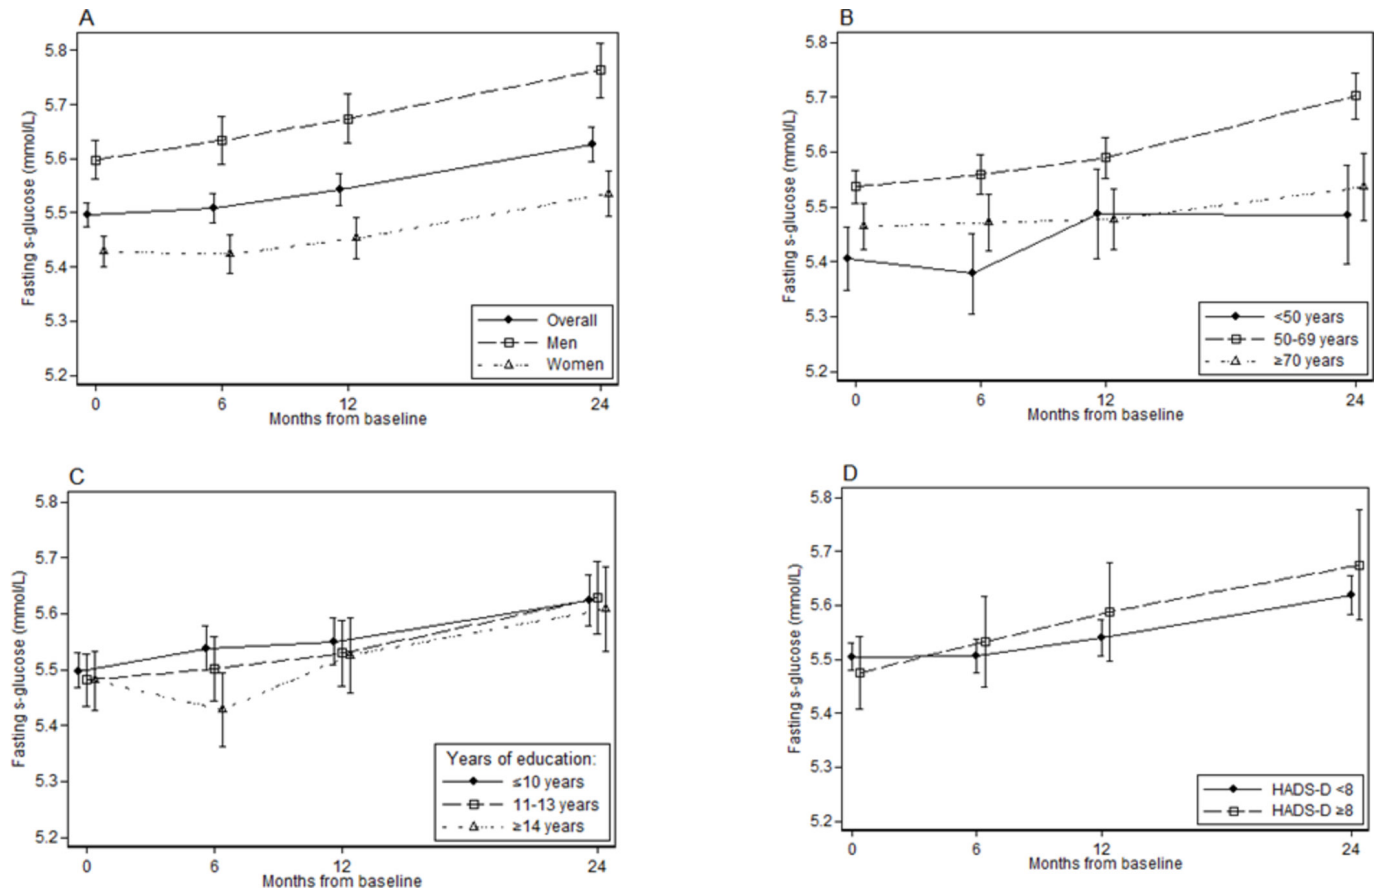 A
Fasting s-glucose (mmol/L)
5.8
5.7
5.6
5.5
5.4
5.3
5.2
Overall
Men
Women
0 6 12 24
Months from baseline
B
Fasting s-glucose (mmol/L)
5.8
5.7
5.6
5.5
5.4
5.3
5.2
<50 years
50-69 years
≥70 years
0 6 12 24
Months from baseline
C
Fasting s-glucose (mmol/L)
5.8
5.7
5.6
5.5
5.4
5.3
5.2
Years of education:
≤10 years
11-13 years
≥14 years
0 6 12 24
Months from baseline
D
Fasting s-glucose (mmol/L)
5.8
5.7
5.6
5.5
5.4
5.3
5.2
HADS-D <8
HADS-D ≥8
0 6 12 24
Months from baseline